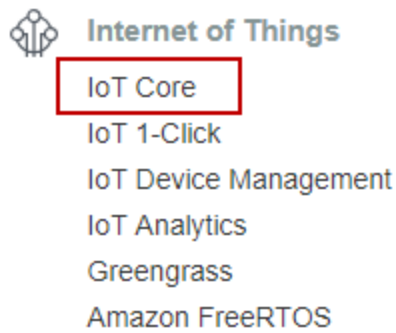 Internet of Things
IoT Core
IoT 1-Click
IoT Device Management
IoT Analytics
Greengrass
Amazon FreeRTOS